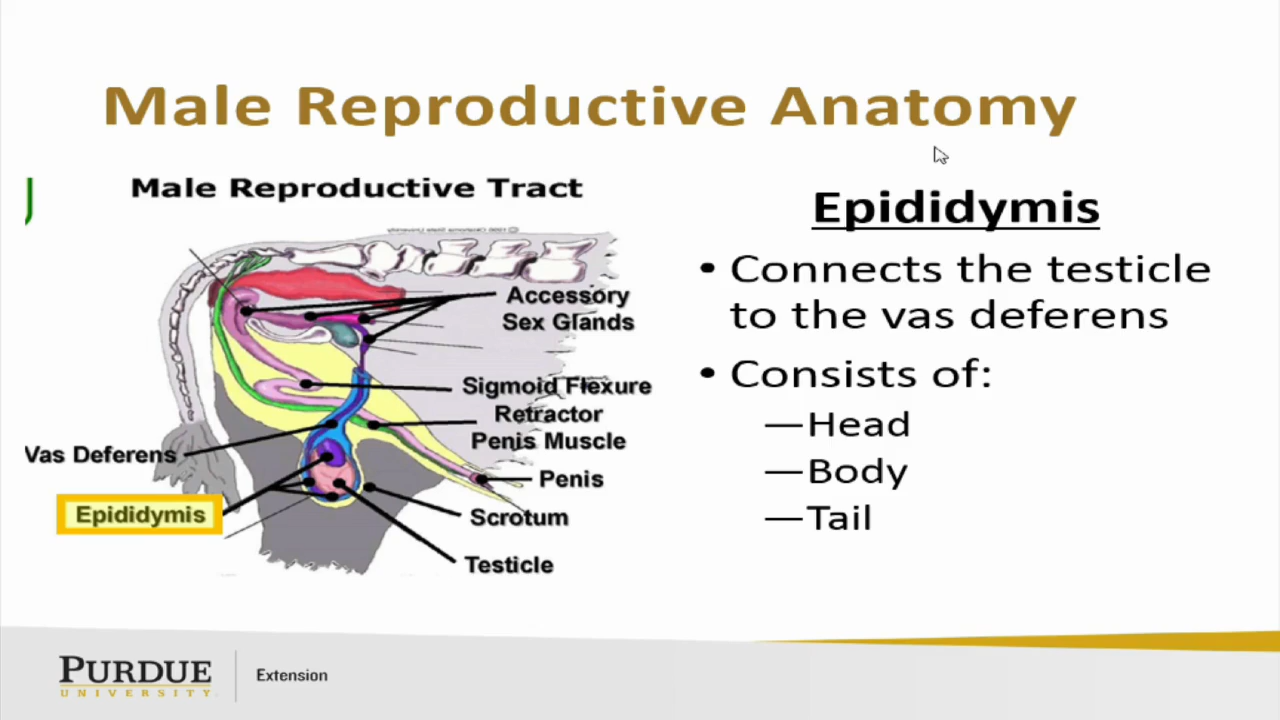 Male Reproductive Anatomy
Male Reproductive Tract
Accessory
Sex Glands
Sigmoid Flexure
Retractor
Penis Muscle
Vas Deferens
Penis
Epididymis
Scrotum
Testicle
Epididymis
• Connects the testicle
to the vas deferens
• Consists of:
—Head
—Body
—Tail
PURDUE
UNIVERSITY
Extension